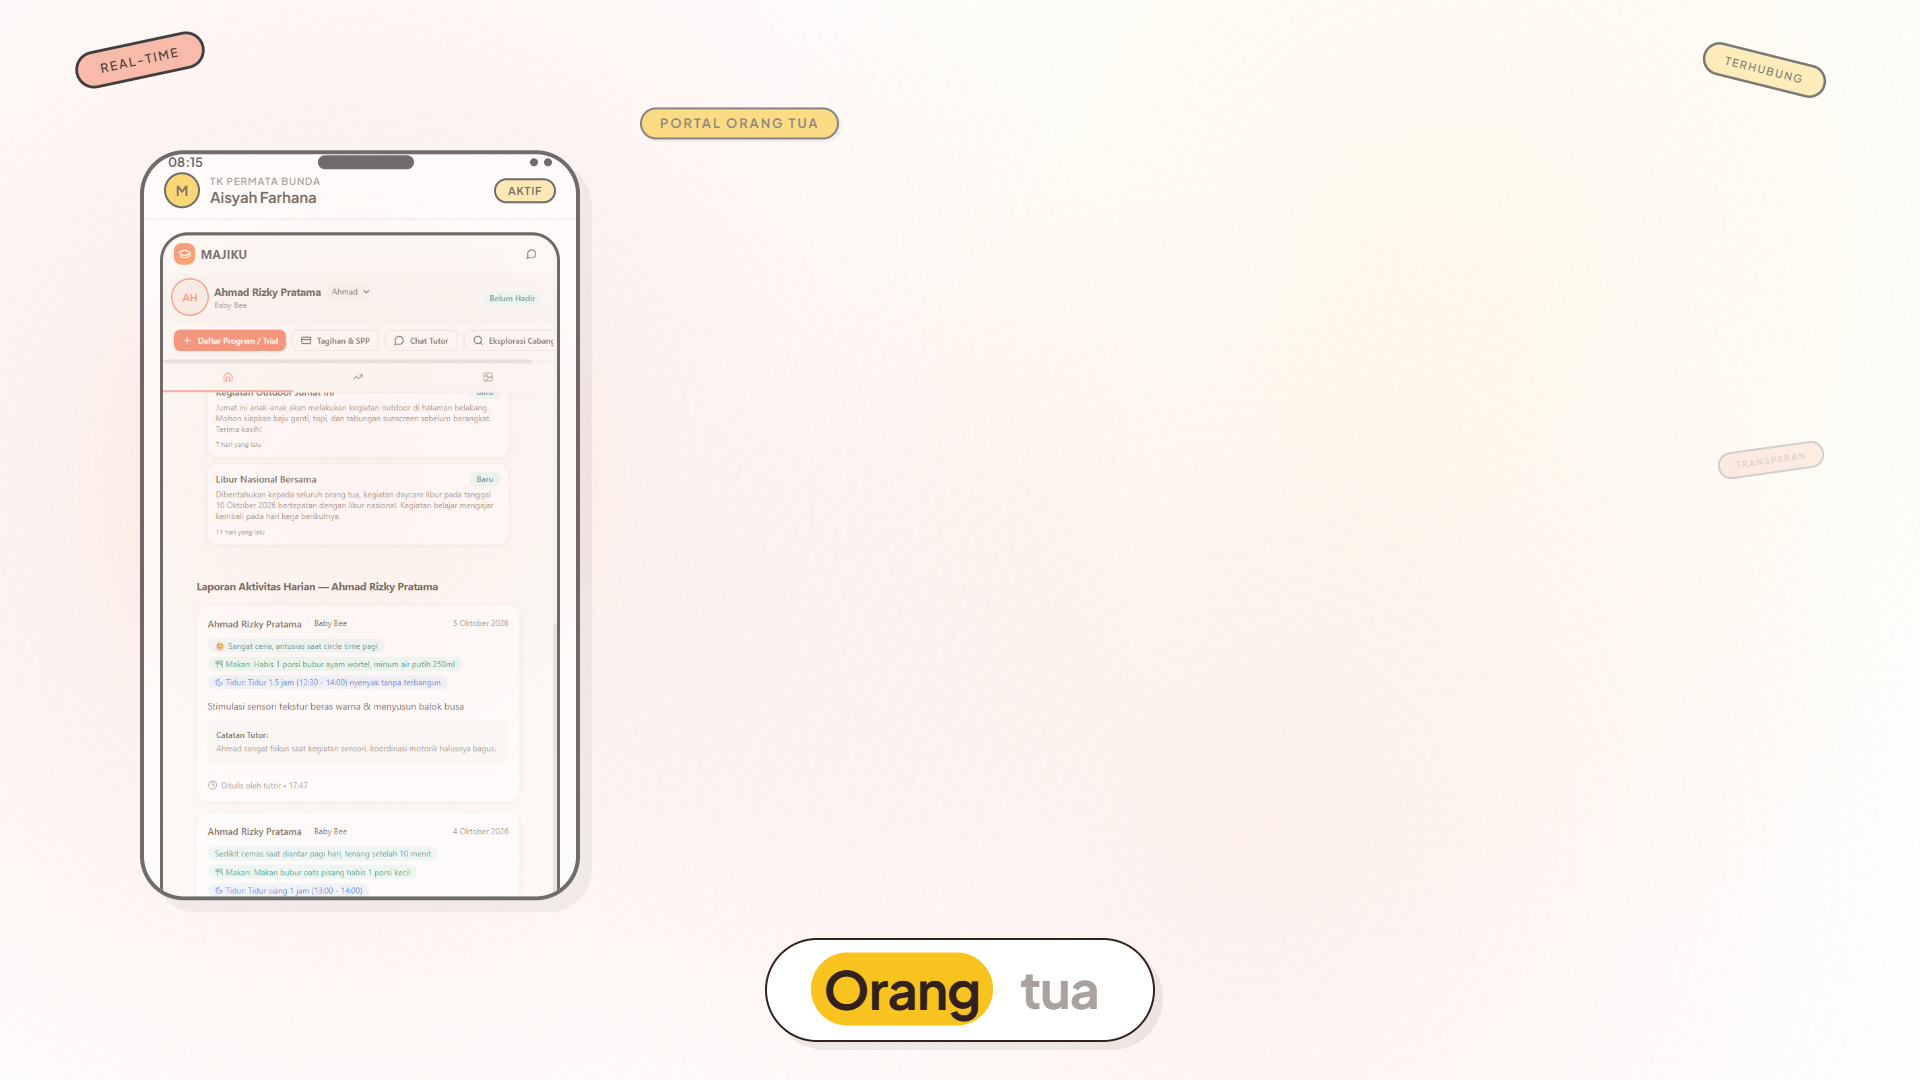 REAL-TIME
TERHUBUNG
PORTAL ORANG TUA
08:15
M
TK PERMATA BUNDA
Aisyah Farhana
AKTIF
MAJIKU
AH
Ahmad Rizky Pratama
Ahmad
Baby Bee
Belum Hadir
Daftar Program / Trial
Tagihan & SPP
Chat Tutor
Eksplorasi Cabang
Kegiatan Outdoor Jumat Ini
Baru
Jumat ini anak-anak akan melakukan kegiatan outdoor di halaman belakang.
Mohon siapkan baju ganti, topi, dan tabungan sunscreen sebelum berangkat.
Terima kasih!
7 hari yang lalu
Libur Nasional Bersama
Baru
Diberitahukan kepada seluruh orang tua, kegiatan daycare libur pada tanggal
10 Oktober 2026 bertepatan dengan libur nasional. Kegiatan belajar mengajar
kembali pada hari kerja berikutnya.
11 hari yang lalu
TRANSPARAN
Laporan Aktivitas Harian — Ahmad Rizky Pratama
Ahmad Rizky Pratama
Baby Bee
5 Oktober 2026
Sangat ceria, antusias saat circle time pagi
Makan: Habis 1 porsi bubur ayam wortel, minum air putih 250ml
Tidur: Tidur 1.5 jam (12:30 - 14:00) nyenyak tanpa terbangun
Stimulasi sensori tekstur beras warna & menyusun balok busa
Catatan Tutor:
Ahmad sangat fokus saat kegiatan sensori, koordinasi motorik halusnya bagus.
Ditulis oleh tutor • 17:47
Ahmad Rizky Pratama
Baby Bee
4 Oktober 2026
Sedikit cemas saat diantar pagi hari, tenang setelah 10 menit
Makan: Makan bubur oats pisang habis 1 porsi kecil
Tidur: Tidur siang 1 jam (13:00 - 14:00)
Orang tua